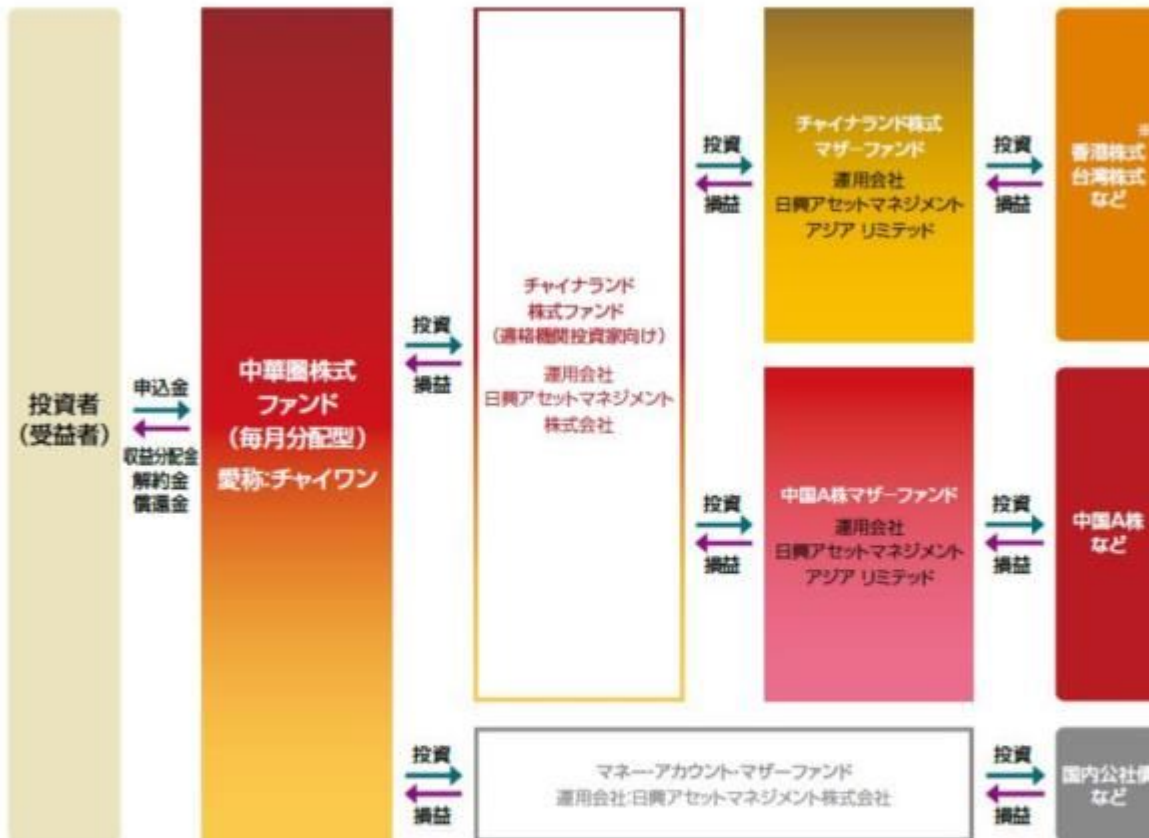 投資者
(受益者)
申込金
収益分配金
解約金
償還金
中華圏株式
ファンド
(毎月分配型)
愛称:チャイワン
投資
損益
チャイナランド
株式ファンド
(適格機関投資家向け)
運用会社
日興アセットマネジメント
株式会社
投資
損益
チャイナランド株式
マザーファンド
運用会社
日興アセットマネジメント
アジア リミテッド
投資
損益
※
香港株式
台湾株式
など
投資
損益
中国A株マザーファンド
運用会社
日興アセットマネジメント
アジア リミテッド
投資
損益
中国A株
など
投資
損益
マネー・アカウント・マザーファンド
運用会社:日興アセットマネジメント株式会社
投資
損益
国内公社債
など